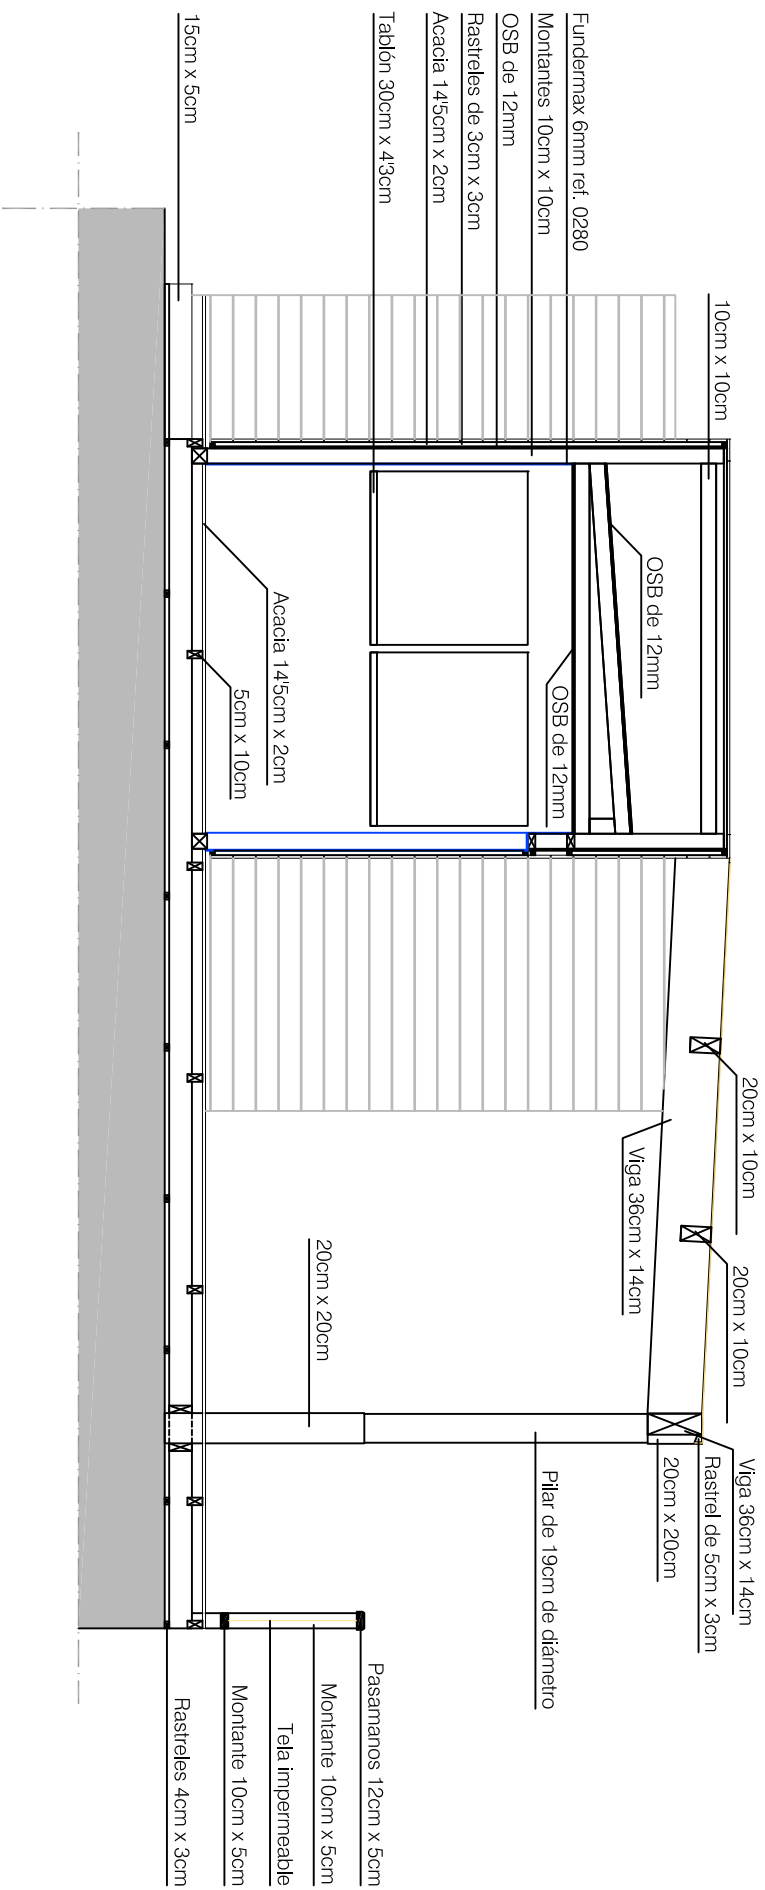 Fundermax 6mm ref. 0280
Montantes 10cm x 10cm
OSB de 12mm
Rastreles de 3cm x 3cm
Acacia 14'5cm x 2cm
Tablón 30cm x 4'3cm
15cm x 5cm
10cm x 10cm
OSB de 12mm
OSB de 12mm
Acacia 14'5cm x 2cm
5cm x 10cm
20cm x 10cm
20cm x 10cm
Viga 36cm x 14cm
20cm x 20cm
Viga 36cm x 14cm
Rastrel de 5cm x 3cm
20cm x 20cm
Pilar de 19cm de diámetro
Pasamanos 12cm x 5cm
Montante 10cm x 5cm
Tela impermeable
Montante 10cm x 5cm
Rastreles 4cm x 3cm